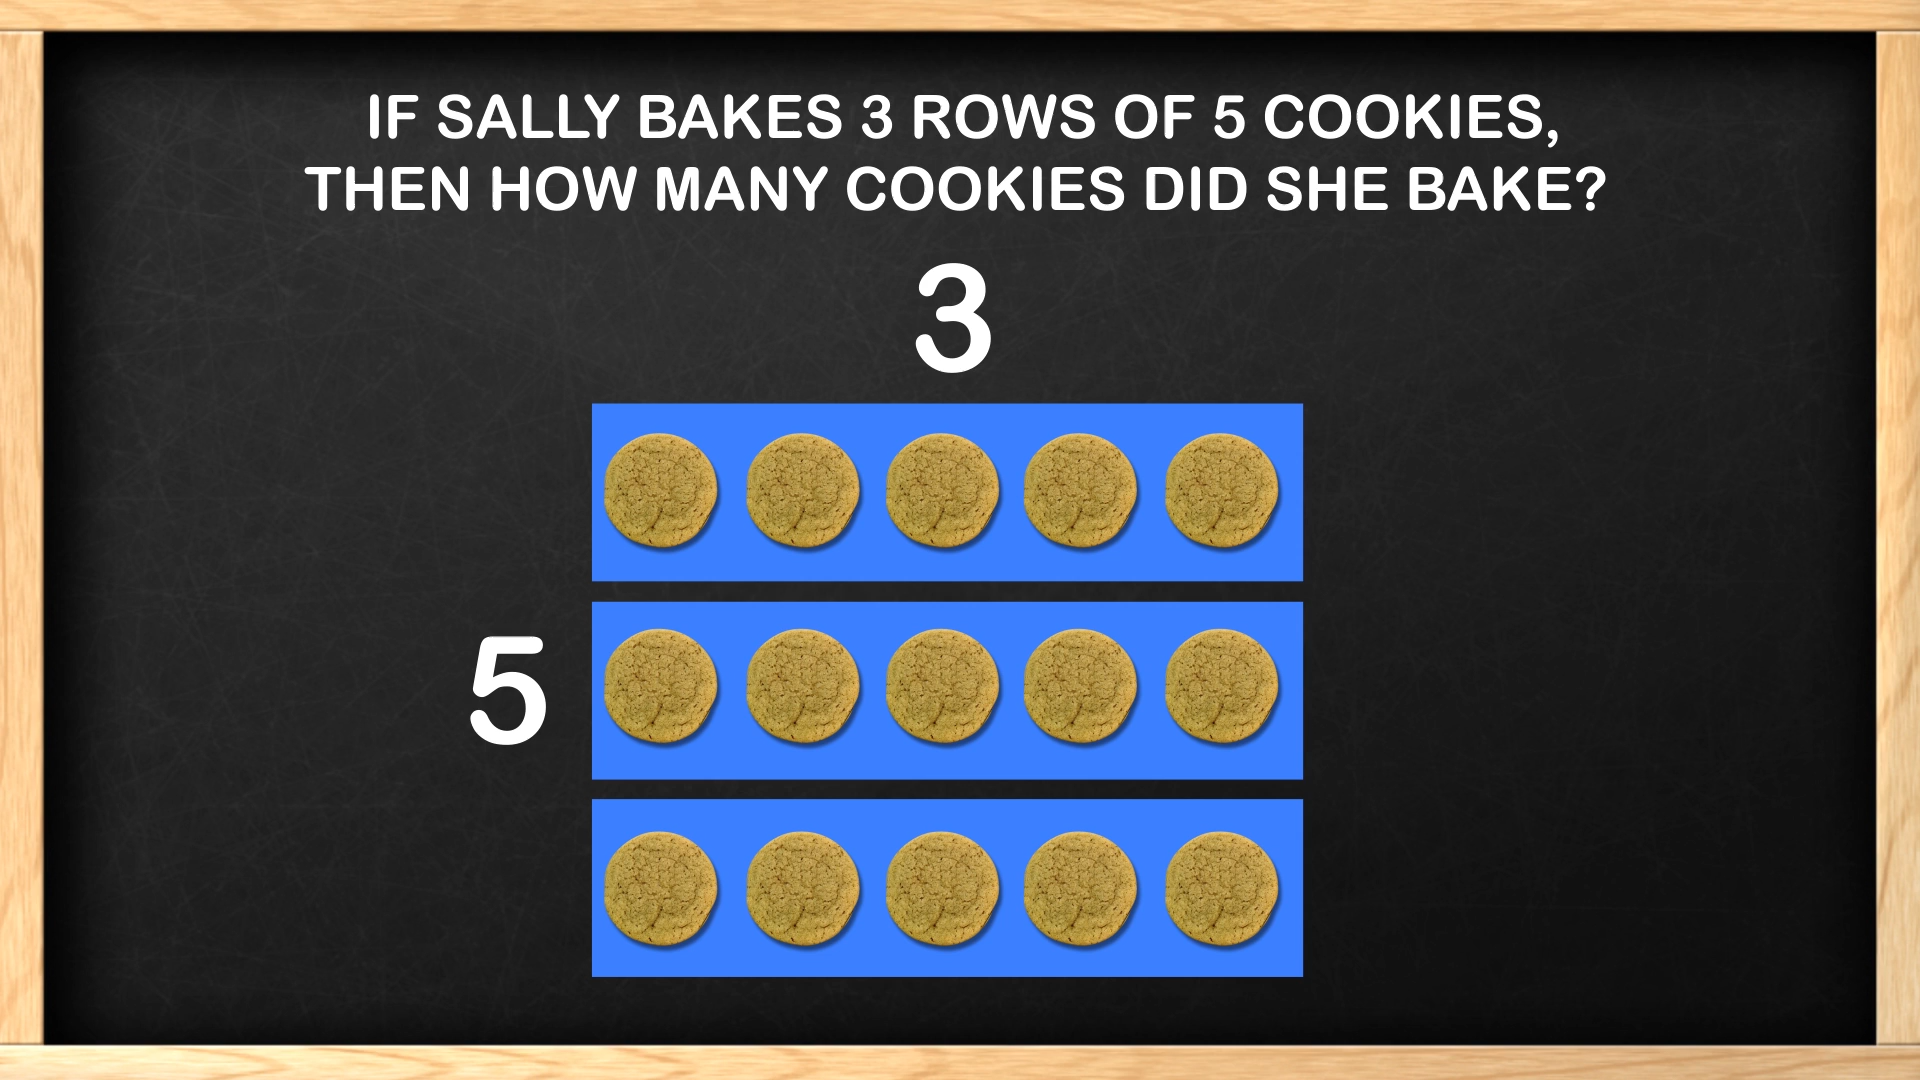 IF SALLY BAKES 3 ROWS OF 5 COOKIES,
THEN HOW MANY COOKIES DID SHE BAKE?
3
5